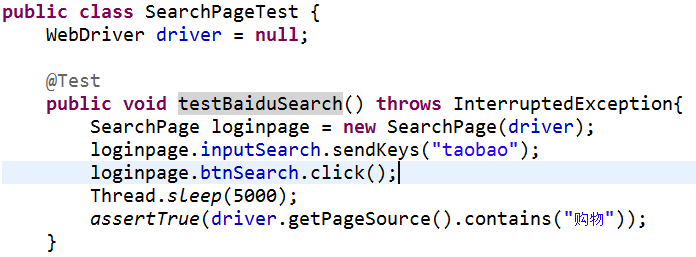 public class SearchPageTest {
    WebDriver driver = null;

    @Test
    public void testBaiduSearch() throws InterruptedException{
        SearchPage loginpage = new SearchPage(driver);
        loginpage.inputSearch.sendKeys("taobao");
        loginpage.btnSearch.click();
        Thread.sleep(5000);
        assertTrue(driver.getPageSource().contains("购物"));
    }